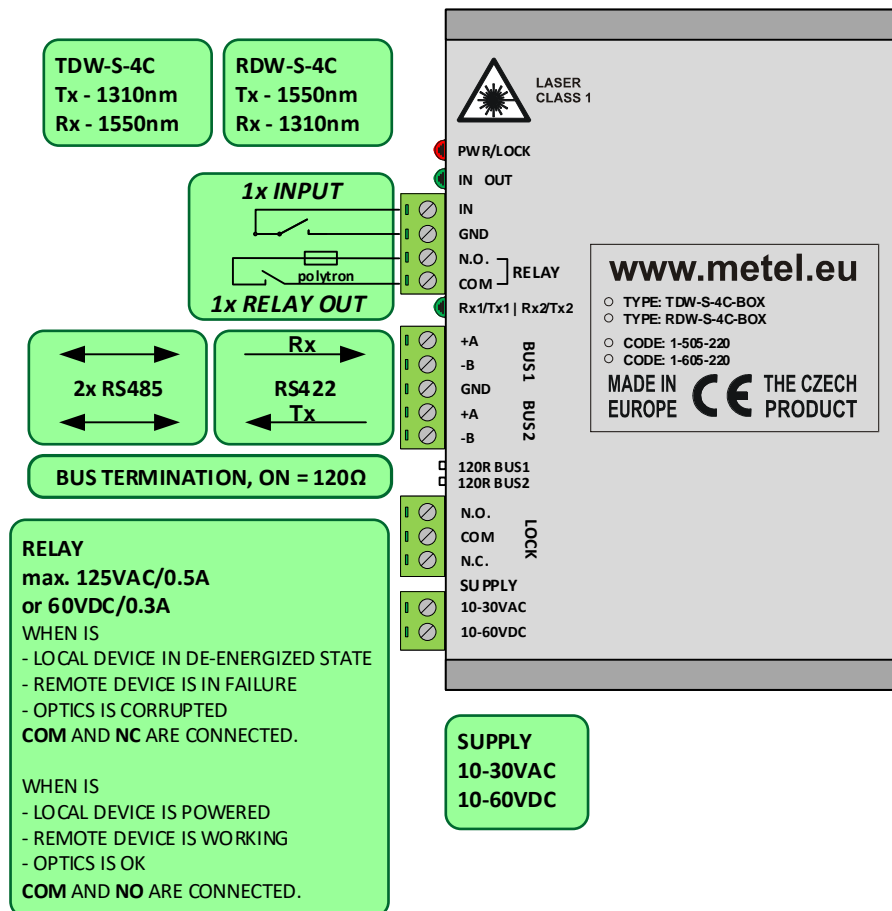 TDW-S-4C
Tx - 1310nm
Rx - 1550nm
RDW-S-4C
Tx - 1550nm
Rx - 1310nm
LASER
CLASS 1
PWR/LOCK
IN OUT
1x INPUT
IN
GND
N.O.
COM
RELAY
polytron
1x RELAY OUT
Rx1/Tx1 | Rx2/Tx2
www.metel.eu
TYPE: TDW-S-4C-BOX
TYPE: RDW-S-4C-BOX
CODE: 1-505-220
CODE: 1-605-220
MADE IN
EUROPE
CE
THE CZECH
PRODUCT
2x RS485
Rx
RS422
Tx
+A
-B
GND
+A
-B
BUS1
BUS2
BUS TERMINATION, ON = 120Ω
120R BUS1
120R BUS2
N.O.
COM
N.C.
LOCK
SUPPLY
10-30VAC
10-60VDC
RELAY
max. 125VAC/0.5A
or 60VDC/0.3A
WHEN IS
- LOCAL DEVICE IN DE-ENERGIZED STATE
- REMOTE DEVICE IS IN FAILURE
- OPTICS IS CORRUPTED
COM AND NC ARE CONNECTED.
WHEN IS
- LOCAL DEVICE IS POWERED
- REMOTE DEVICE IS WORKING
- OPTICS IS OK
COM AND NO ARE CONNECTED.
SUPPLY
10-30VAC
10-60VDC